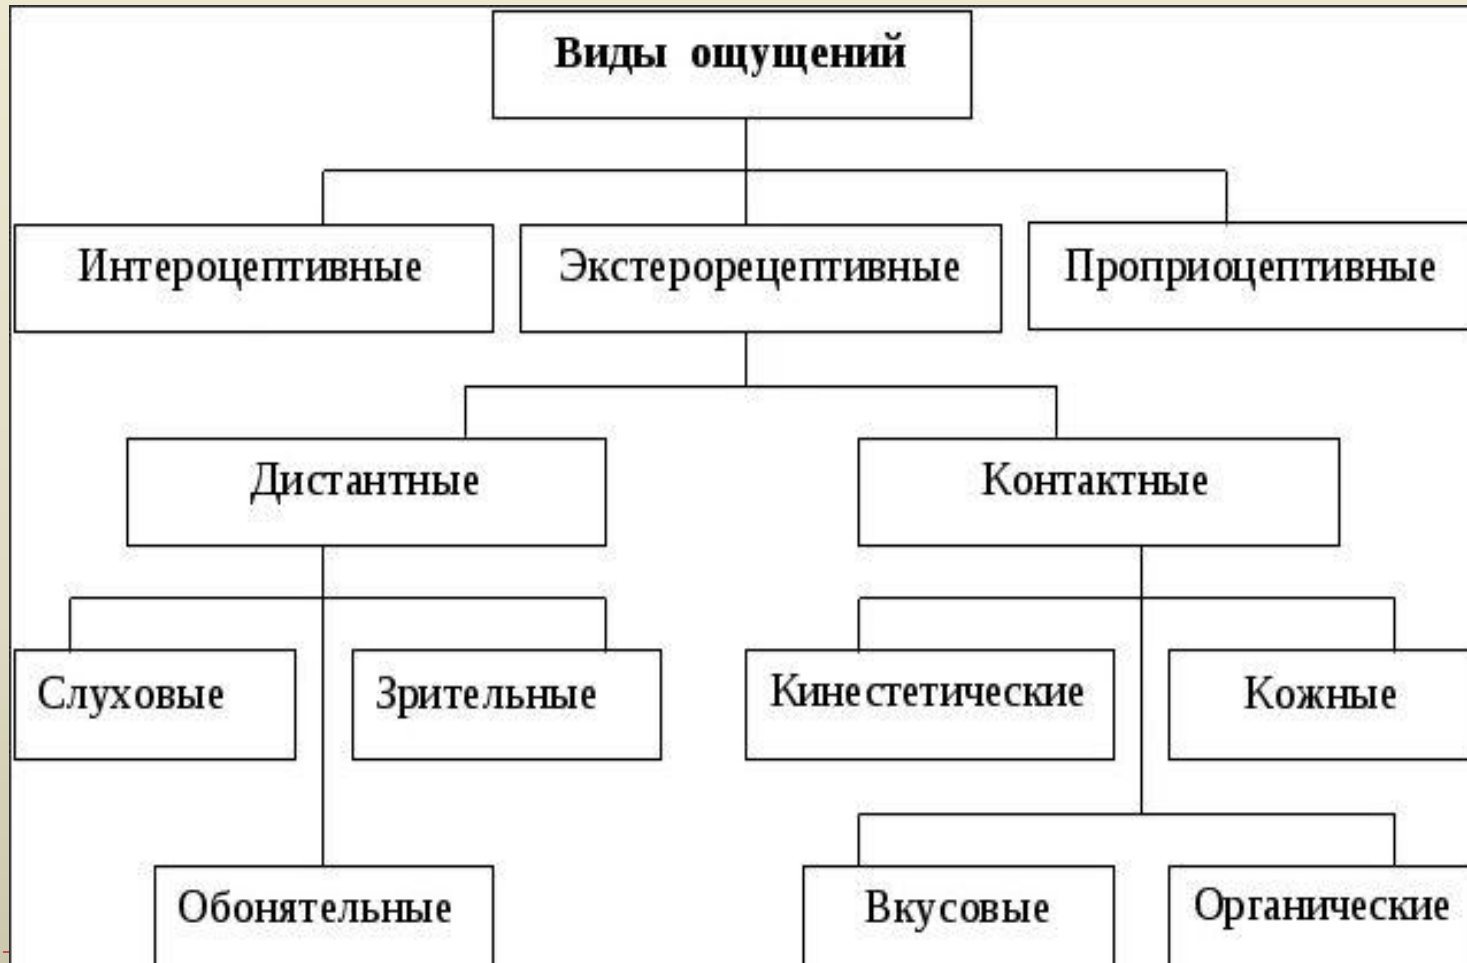 Виды ощущений
Интероцептивные
Экстерорецептивные
Проприоцептивные
Дистантные
Контактные
Слуховые
Зрительные
Кинестетические
Кожные
Обонятельные
Вкусовые
Органические